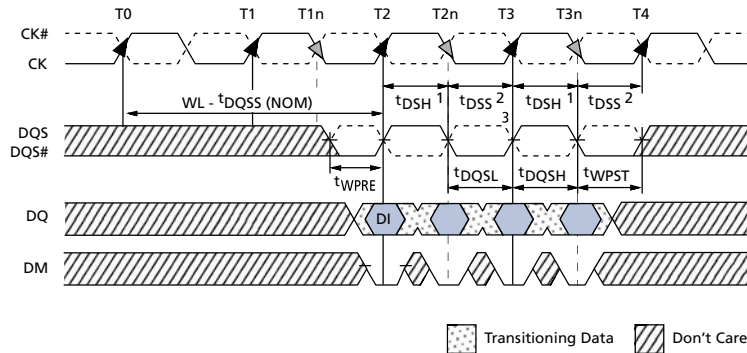 T0 T1 T1n T2 T2n T3 T3n T4
CK#
CK
tDSH 1 tDSS 2 tDSH 1 tDSS 2
WL - tDQSS (NOM)
3
DQS
DQS#
tWPRE tDQSL tDQSH tWPST
DQ
DI
DM
Transitioning Data Don't Care